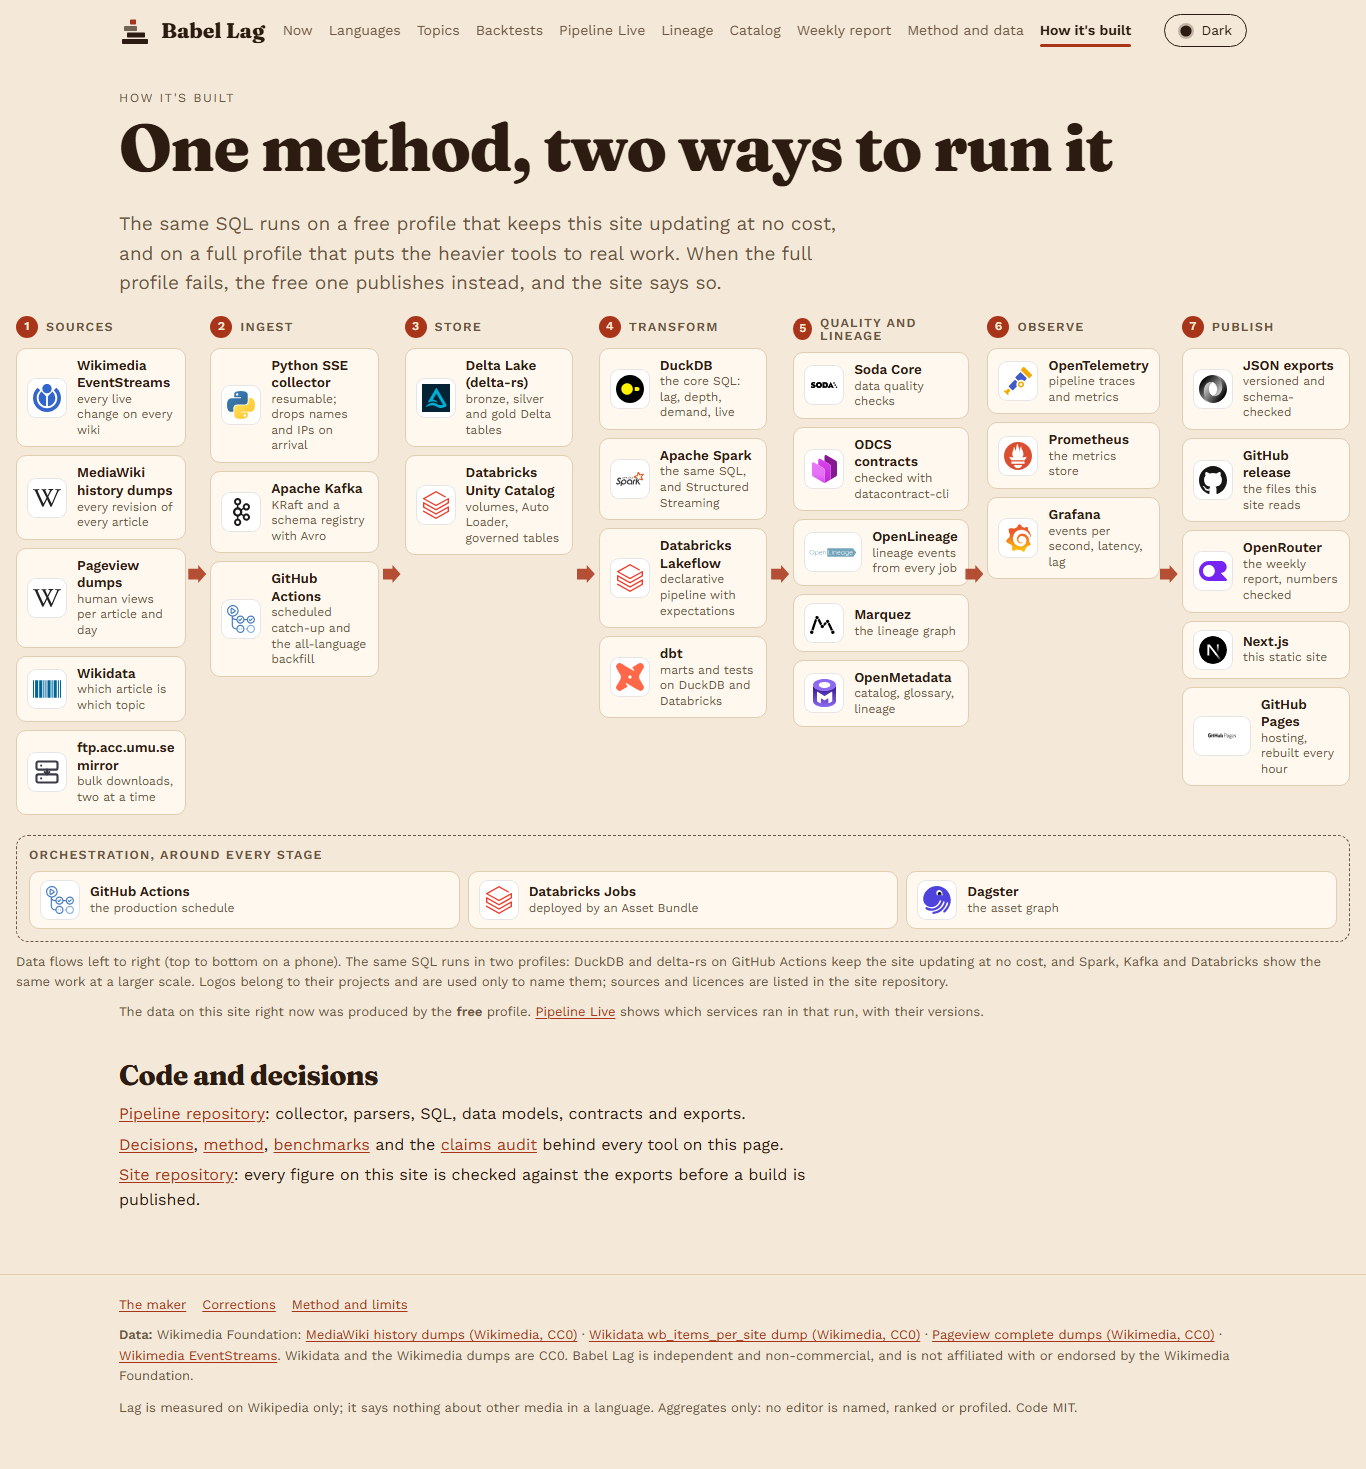 Babel Lag
Now Languages Topics Backtests Pipeline Live Lineage Catalog Weekly report Method and data How it's built
Dark
HOW IT'S BUILT
One method, two ways to run it
The same SQL runs on a free profile that keeps this site updating at no cost,
and on a full profile that puts the heavier tools to real work. When the full
profile fails, the free one publishes instead, and the site says so.
1 SOURCES
Wikimedia
EventStreams
every live
change on every
wiki
W
MediaWiki
history dumps
every revision of
every article
W
Pageview
dumps
human views
per article and
day
Wikidata
which article is
which topic
ftp.acc.umu.se
mirror
bulk downloads,
two at a time
2 INGEST
Python SSE
collector
resumable;
drops names
and IPs on
arrival
Apache Kafka
KRaft and a
schema registry
with Avro
GitHub
Actions
scheduled
catch-up and
the all-language
backfill
3 STORE
Delta Lake
(delta-rs)
bronze, silver
and gold Delta
tables
Databricks
Unity Catalog
volumes, Auto
Loader,
governed tables
4 TRANSFORM
DuckDB
the core SQL:
lag, depth,
demand, live
Spark
Apache Spark
the same SQL,
and Structured
Streaming
Databricks
Lakeflow
declarative
pipeline with
expectations
dbt
marts and tests
on DuckDB and
Databricks
5 QUALITY AND
LINEAGE
SODA
Soda Core
data quality
checks
ODCS
contracts
checked with
datacontract-cli
OpenLineage
OpenLineage
lineage events
from every job
Marquez
the lineage graph
OpenMetadata
catalog, glossary,
lineage
6 OBSERVE
OpenTelemetry
pipeline traces
and metrics
Prometheus
the metrics
store
Grafana
events per
second, latency,
lag
7 PUBLISH
JSON exports
versioned and
schema-
checked
GitHub
release
the files this
site reads
OpenRouter
the weekly
report, numbers
checked
N
Next.js
this static site
GitHub Pages
GitHub
Pages
hosting,
rebuilt every
hour
ORCHESTRATION, AROUND EVERY STAGE
GitHub Actions
the production schedule
Databricks Jobs
deployed by an Asset Bundle
Dagster
the asset graph
Data flows left to right (top to bottom on a phone). The same SQL runs in two profiles: DuckDB and delta-rs on GitHub Actions keep the site updating at no cost, and Spark, Kafka and Databricks show the
same work at a larger scale. Logos belong to their projects and are used only to name them; sources and licences are listed in the site repository.
The data on this site right now was produced by the free profile. Pipeline Live shows which services ran in that run, with their versions.
Code and decisions
Pipeline repository: collector, parsers, SQL, data models, contracts and exports.
Decisions, method, benchmarks and the claims audit behind every tool on this page.
Site repository: every figure on this site is checked against the exports before a build is
published.
The maker Corrections Method and limits
Data: Wikimedia Foundation: MediaWiki history dumps (Wikimedia, CC0) · Wikidata wb_items_per_site dump (Wikimedia, CC0) · Pageview complete dumps (Wikimedia, CC0) ·
Wikimedia EventStreams. Wikidata and the Wikimedia dumps are CC0. Babel Lag is independent and non-commercial, and is not affiliated with or endorsed by the Wikimedia
Foundation.
Lag is measured on Wikipedia only; it says nothing about other media in a language. Aggregates only: no editor is named, ranked or profiled. Code MIT.